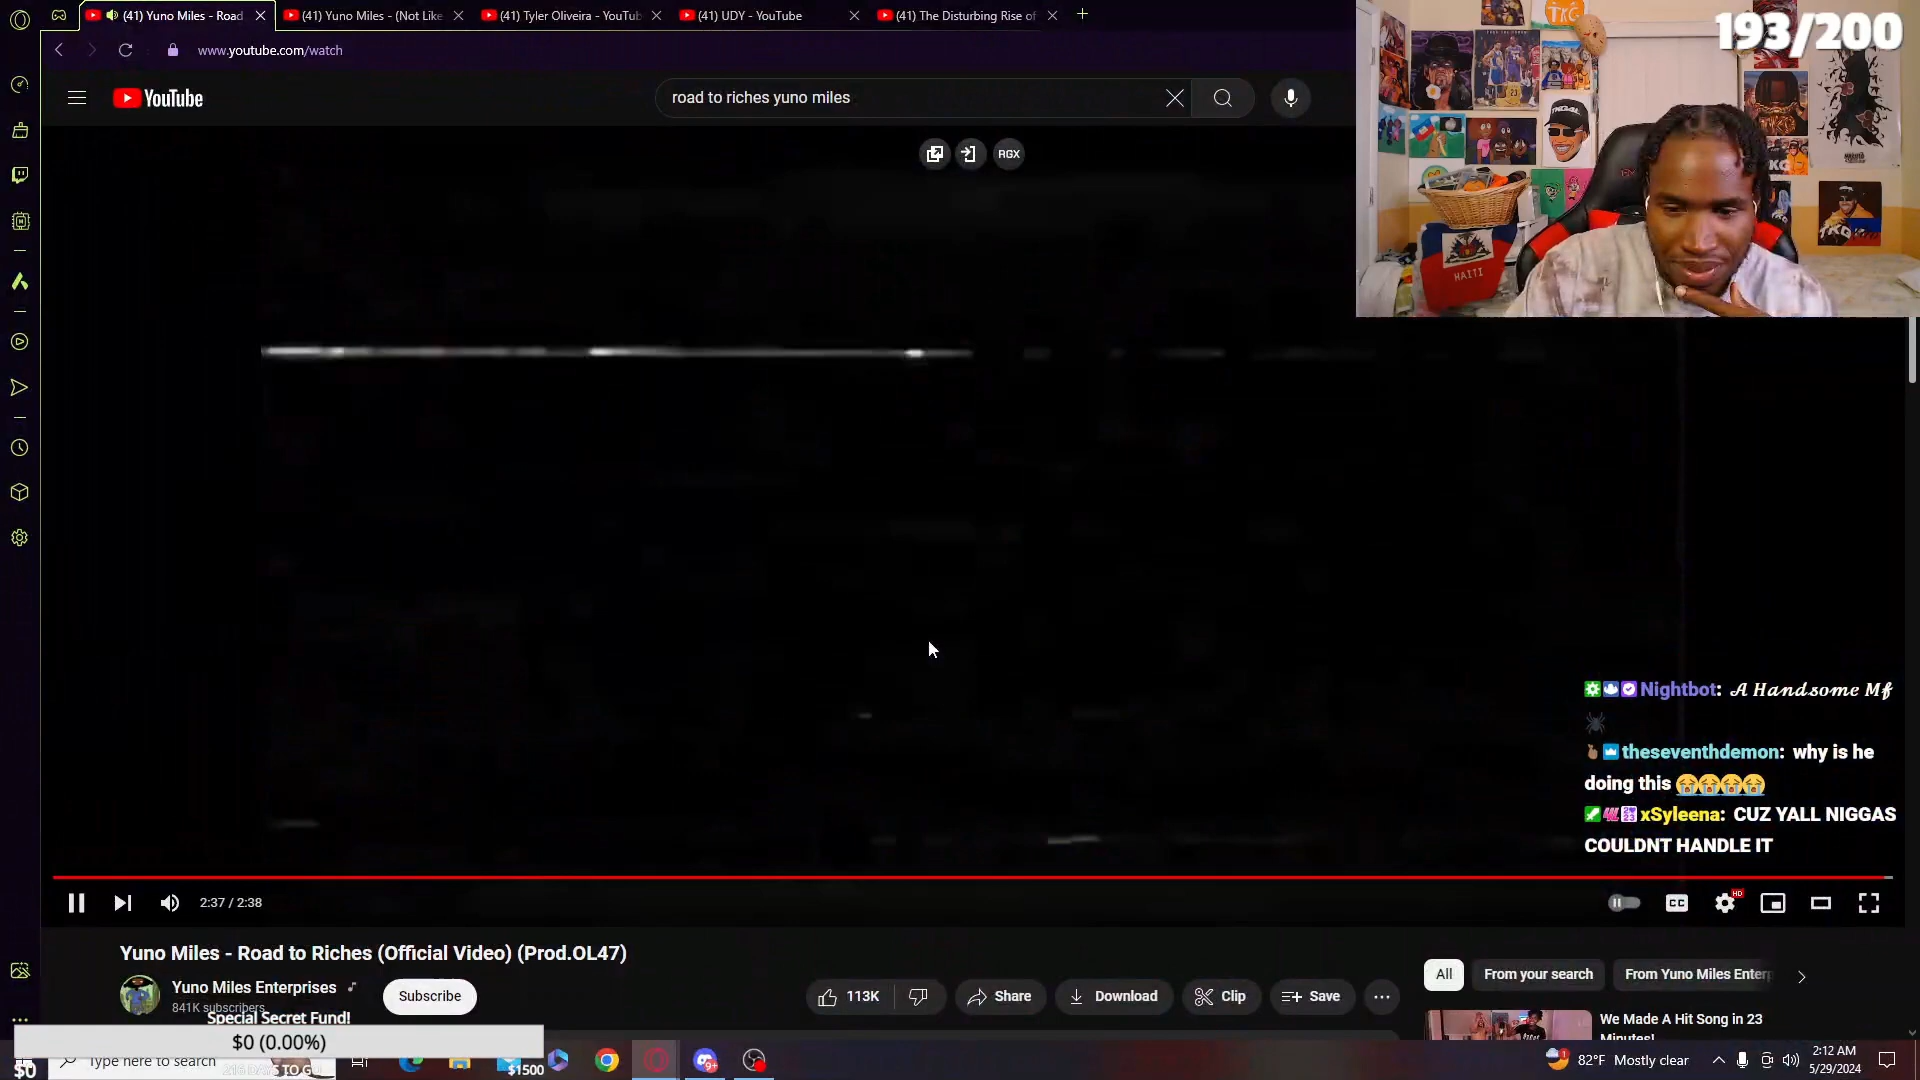 (41) Yuno Miles - Road
(41) Yuno Miles - (Not Like
(41) Tyler Oliveira - YouTub
(41) UDY - YouTube
(41) The Disturbing Rise of
193/200
www.youtube.com/watch
YouTube
road to riches yuno miles
RGX
HAITI
Nightbot: 𝓐 𝓗𝓪𝓷𝓭𝓼𝓸𝓶𝓮 𝓜𝓯
🕷
theseventhdemon: why is he
doing this 😭😭😭😭
xSyleena: CUZ YALL NIGGAS
COULDNT HANDLE IT
2:37 / 2:38
CC
HD
Yuno Miles - Road to Riches (Official Video) (Prod.OL47)
Yuno Miles Enterprises
841K subscribers
Subscribe
113K
Share
Download
Clip
Save
All
From your search
From Yuno Miles Enterp
We Made A Hit Song in 23
Minutes!
Special Secret Fund!
$0 (0.00%)
$0
Type here to search
$1500
9+
82°F Mostly clear
2:12 AM
5/29/2024